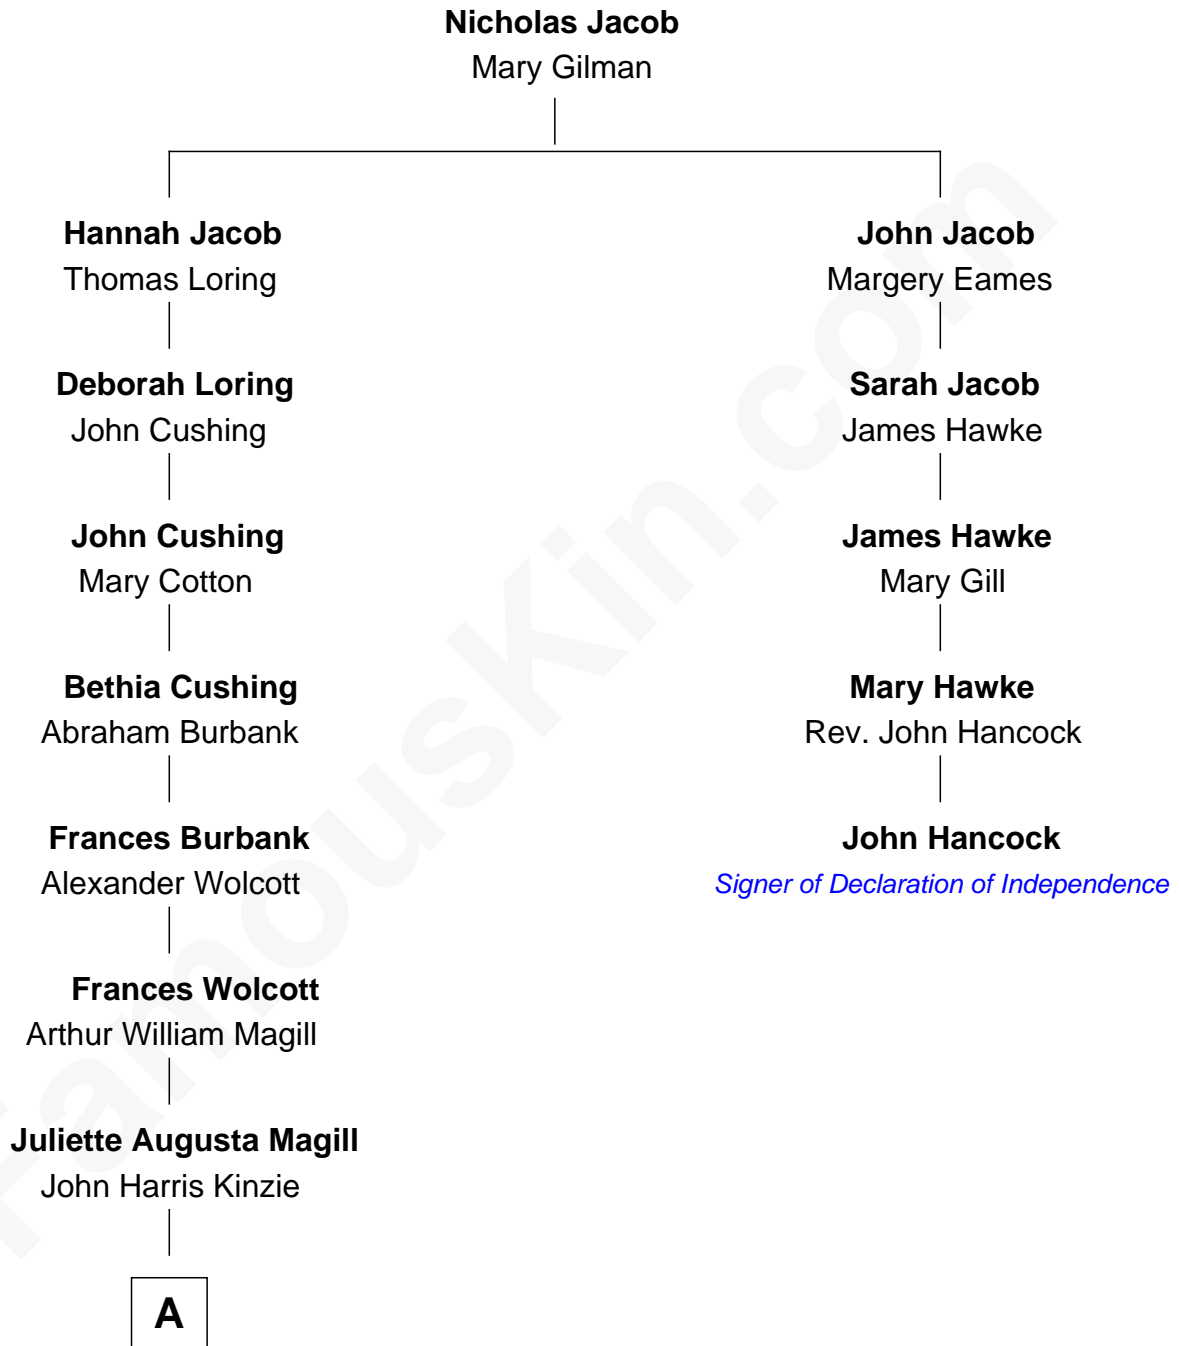 Nicholas Jacob
Mary Gilman
Hannah Jacob
Thomas Loring
Deborah Loring
John Cushing
John Cushing
Mary Cotton
Bethia Cushing
Abraham Burbank
Frances Burbank
Alexander Wolcott
Frances Wolcott
Arthur William Magill
Juliette Augusta Magill
John Harris Kinzie
A
John Jacob
Margery Eames
Sarah Jacob
James Hawke
James Hawke
Mary Gill
Mary Hawke
Rev. John Hancock
John Hancock
Signer of Declaration of Independence
FamousKin.com